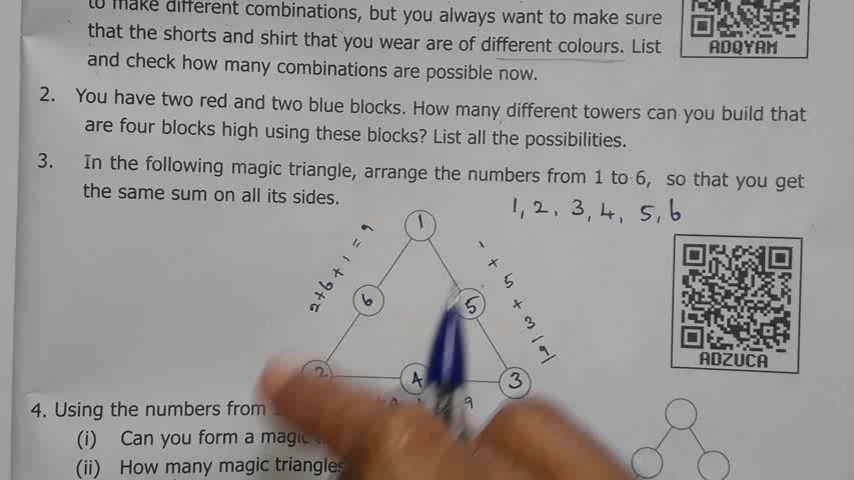 to make different combinations, but you always want to make sure
that the shorts and shirt that you wear are of different colours. List
and check how many combinations are possible now.
ADQYAM
2. You have two red and two blue blocks. How many different towers can you build that
are four blocks high using these blocks? List all the possibilities.
3. In the following magic triangle, arrange the numbers from 1 to 6, so that you get
the same sum on all its sides.
1, 2, 3, 4, 5, 6
1
2+6+1=9
1+5+3/9/
6
5
2
4
3
9
ADZUCA
4. Using the numbers from
(i) Can you form a magic
(ii) How many magic triangles